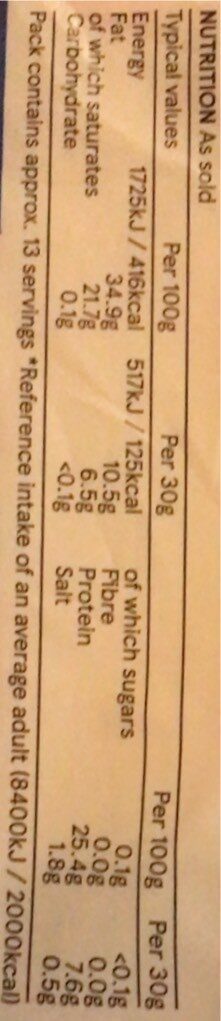 NUTRITION As sold
Typical values Per 100g Per 30g Per 100g Per 30g
Energy 1725kJ / 416kcal 517kJ / 125kcal of which sugars 0.1g <0.1g
Fat 34.9g 10.5g Fibre 0.0g 0.0g
of which saturates 21.7g 6.5g Protein 25.4g 7.6g
Carbohydrate 0.1g <0.1g Salt 1.8g 0.5g
Pack contains approx. 13 servings *Reference intake of an average adult (8400kJ / 2000kcal)